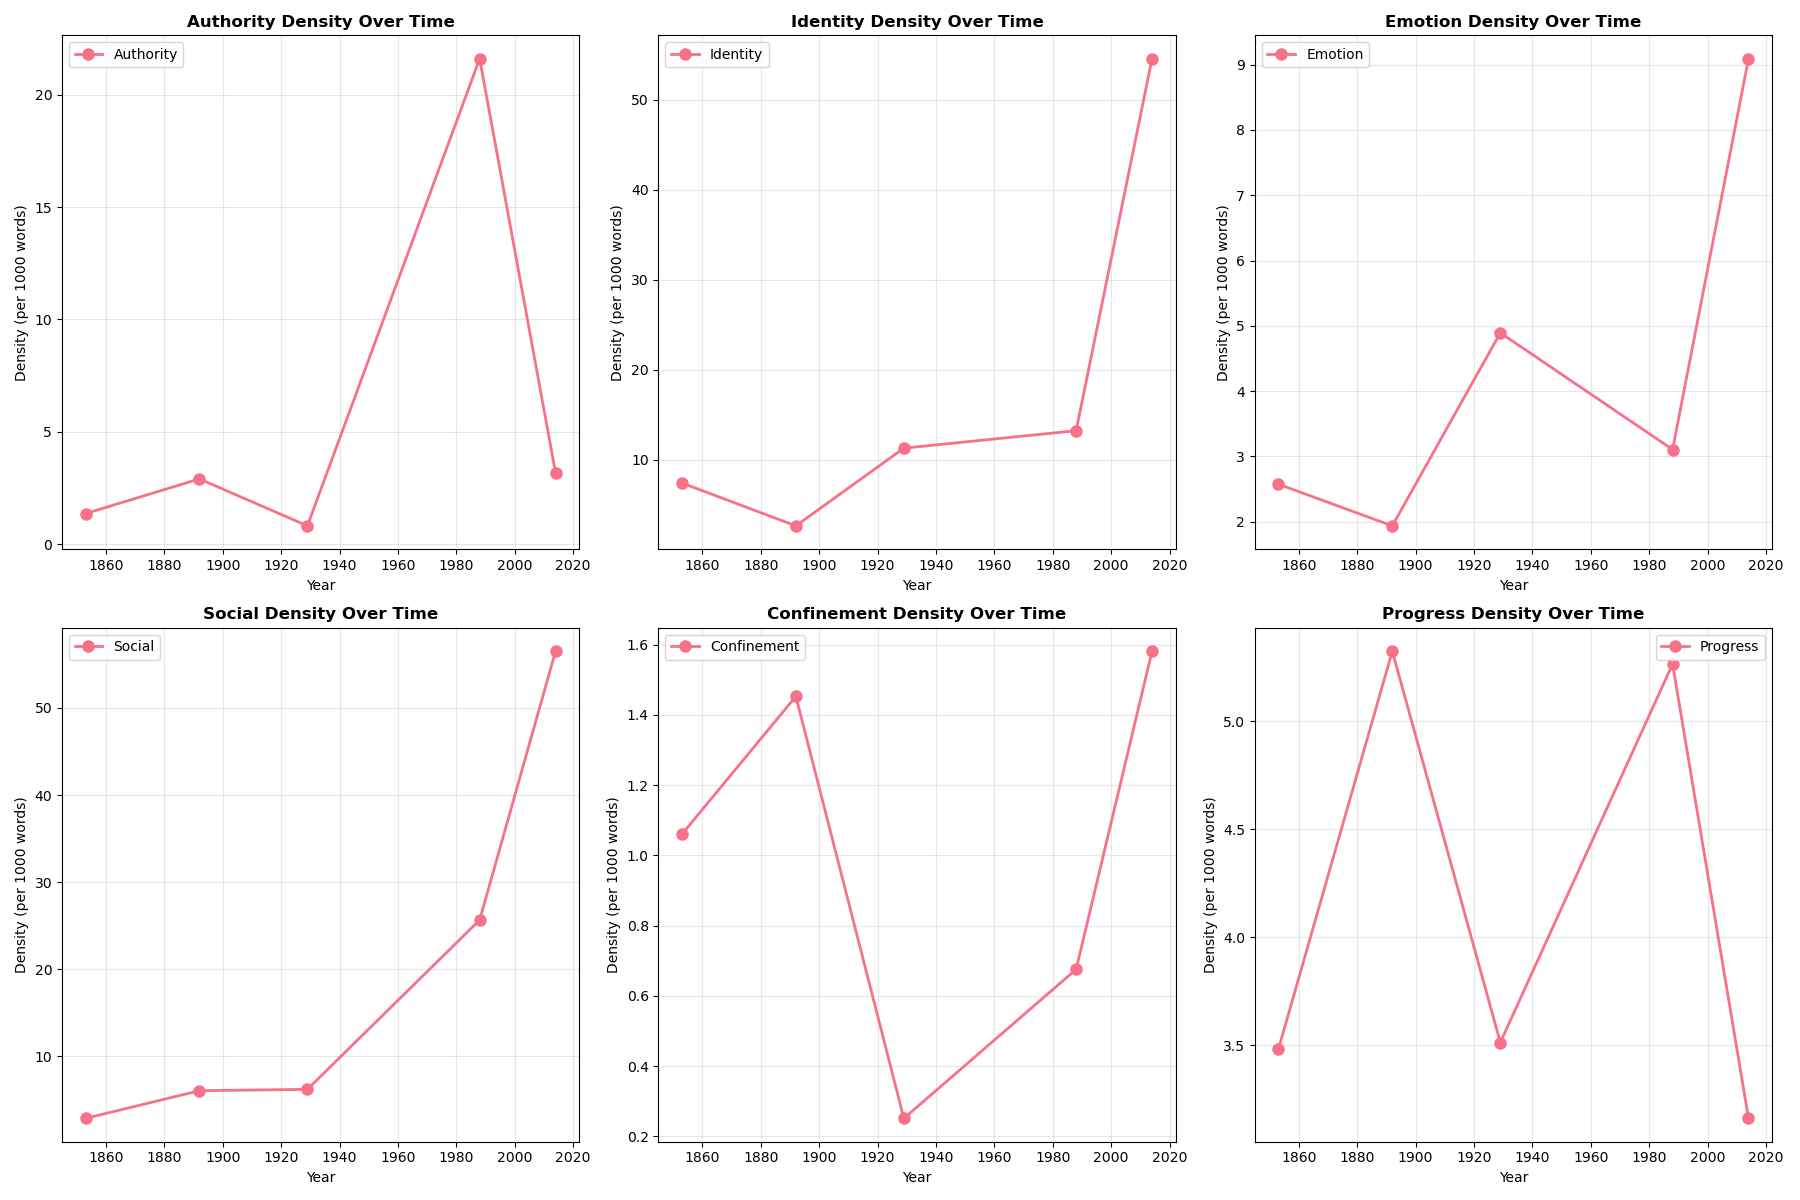 Authority Density Over Time
Authority
Density (per 1000 words)
20
15
10
5
0
1860 1880 1900 1920 1940 1960 1980 2000 2020
Year
Identity Density Over Time
Identity
Density (per 1000 words)
50
40
30
20
10
1860 1880 1900 1920 1940 1960 1980 2000 2020
Year
Emotion Density Over Time
Emotion
Density (per 1000 words)
9
8
7
6
5
4
3
2
1860 1880 1900 1920 1940 1960 1980 2000 2020
Year
Social Density Over Time
Social
Density (per 1000 words)
50
40
30
20
10
1860 1880 1900 1920 1940 1960 1980 2000 2020
Year
Confinement Density Over Time
Confinement
Density (per 1000 words)
1.6
1.4
1.2
1.0
0.8
0.6
0.4
0.2
1860 1880 1900 1920 1940 1960 1980 2000 2020
Year
Progress Density Over Time
Progress
Density (per 1000 words)
5.0
4.5
4.0
3.5
1860 1880 1900 1920 1940 1960 1980 2000 2020
Year